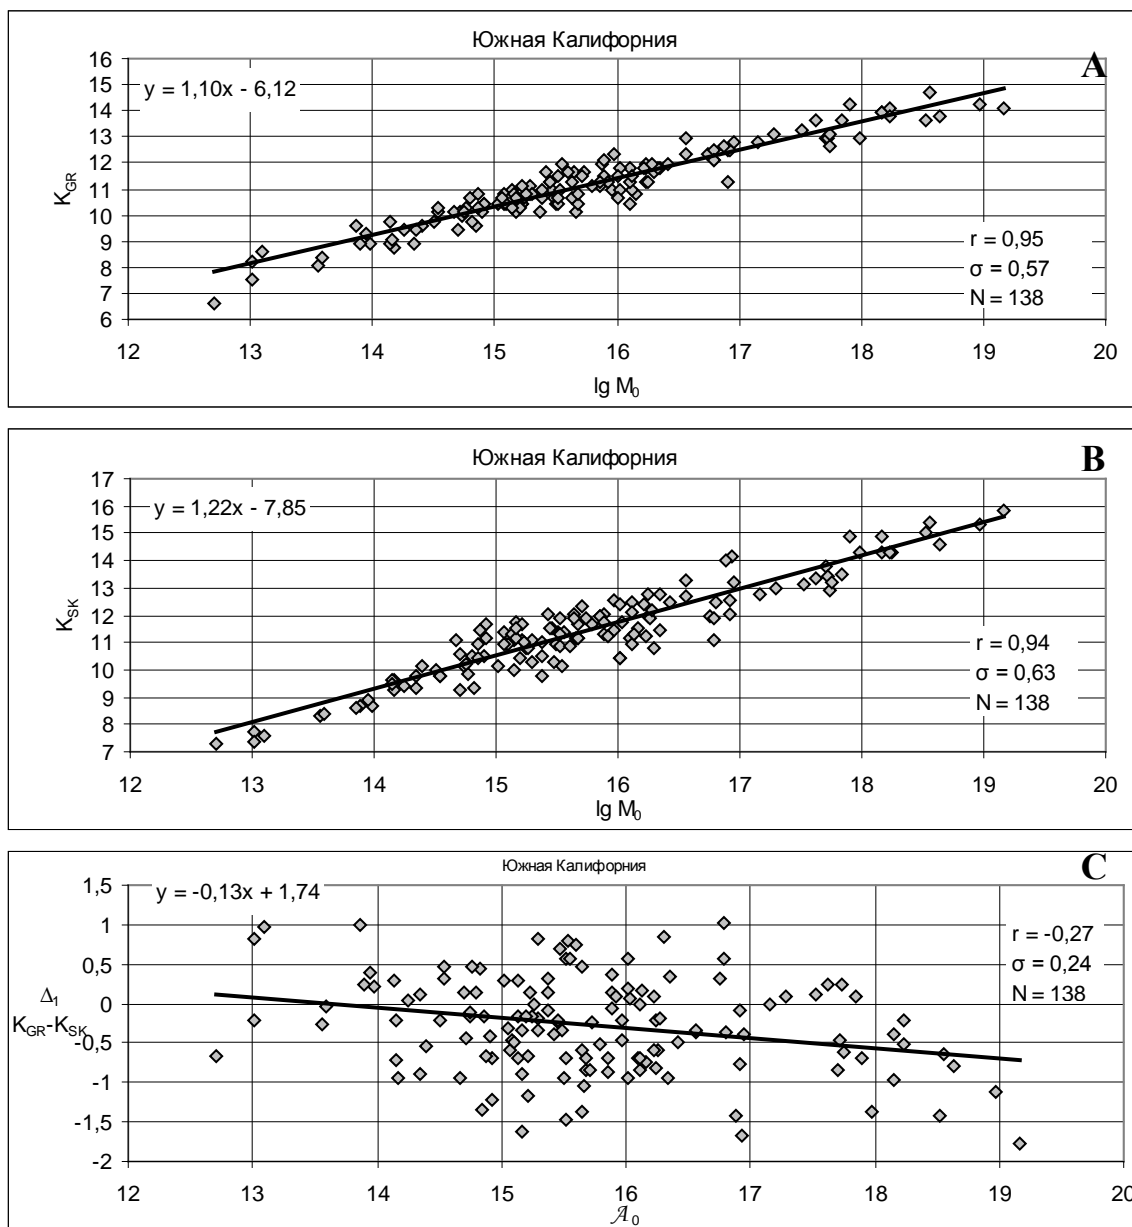 Южная Калифорния
A
16
15
14
13
12
11
10
9
8
7
6
y = 1,10x - 6,12
K_GR
r = 0,95
σ = 0,57
N = 138
12 13 14 15 16 17 18 19 20
lg M₀
Южная Калифорния
B
17
16
15
14
13
12
11
10
9
8
7
y = 1,22x - 7,85
K_SK
r = 0,94
σ = 0,63
N = 138
12 13 14 15 16 17 18 19 20
lg M₀
Южная Калифорния
C
1,5
1
0,5
0
-0,5
-1
-1,5
-2
y = -0,13x + 1,74
Δ₁
K_GR-K_SK
r = -0,27
σ = 0,24
N = 138
12 13 14 15 16 17 18 19 20
𝓐₀